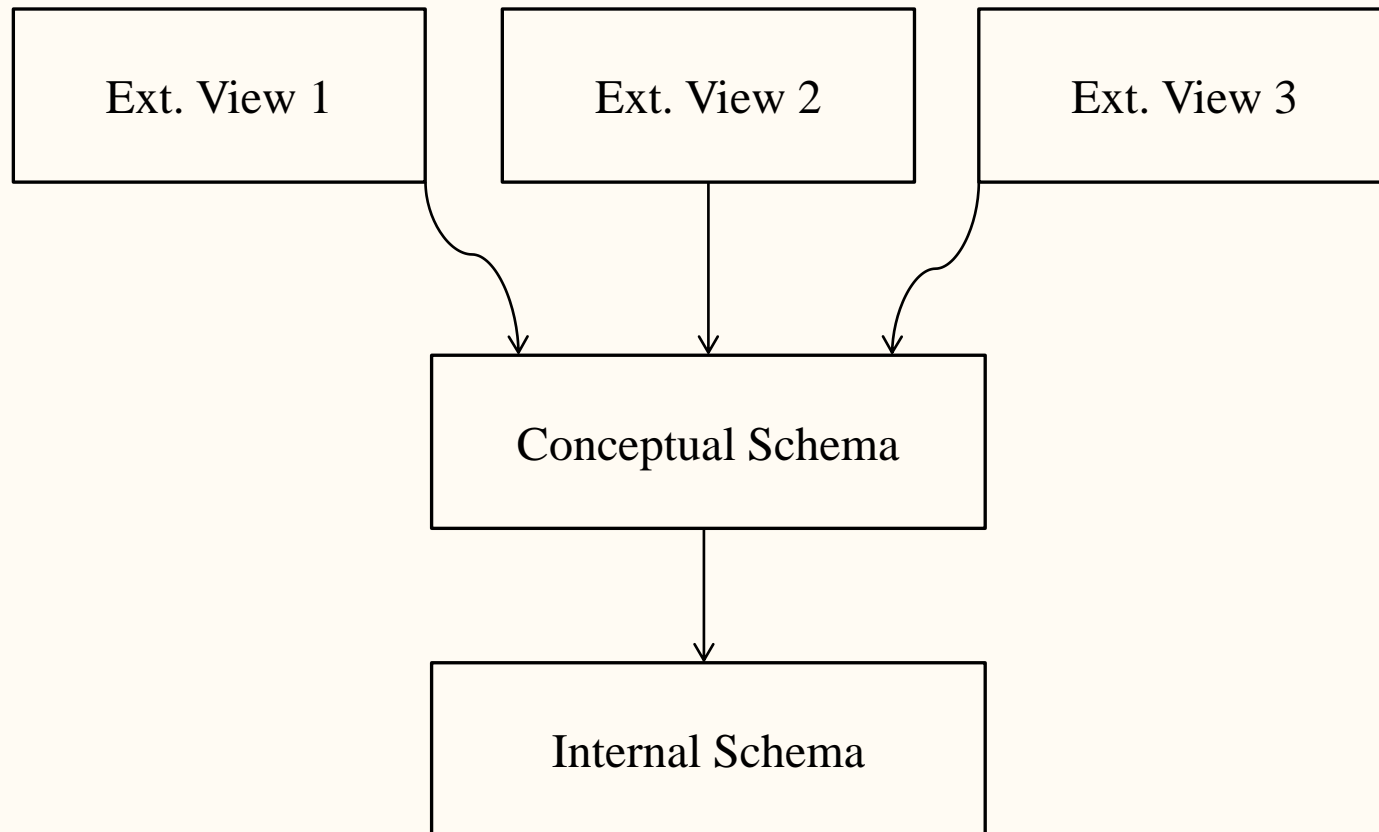 Ext. View 1
Ext. View 2
Ext. View 3
Conceptual Schema
Internal Schema